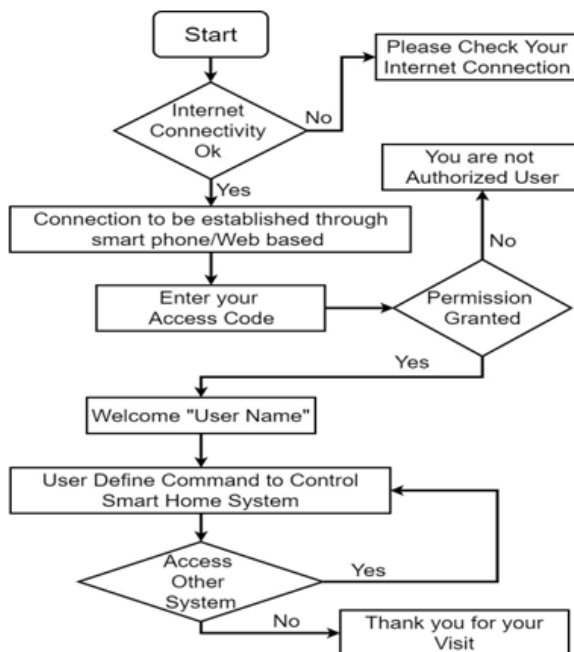 Start
Please Check Your
Internet Connection
Internet
Connectivity
Ok
No
Yes
You are not
Authorized User
Connection to be established through
smart phone/Web based
No
Enter your
Access Code
Permission
Granted
Yes
Welcome "User Name"
User Define Command to Control
Smart Home System
Access
Other
System
Yes
No
Thank you for your
Visit